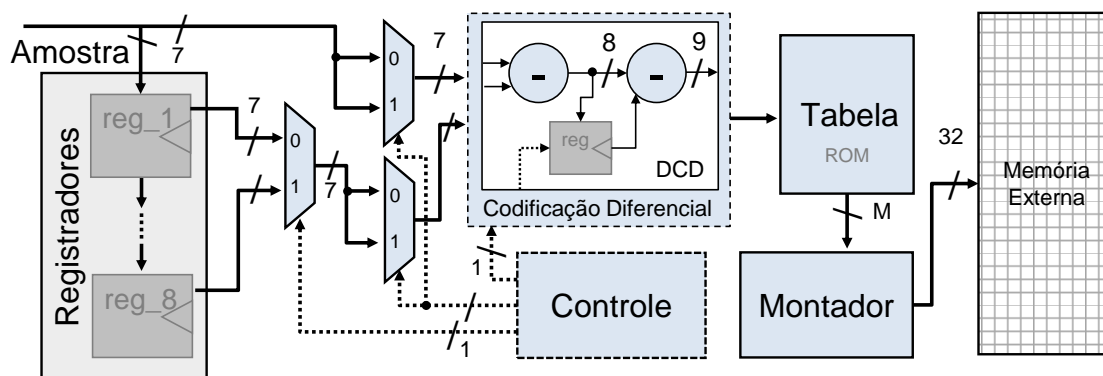 Amostra
7
Registradores
reg_1
reg_8
7
0
1
7
0
1
0
1
7
-
8
-
9
reg
DCD
Codificação Diferencial
1
Controle
1
Tabela
ROM
M
Montador
32
Memória
Externa